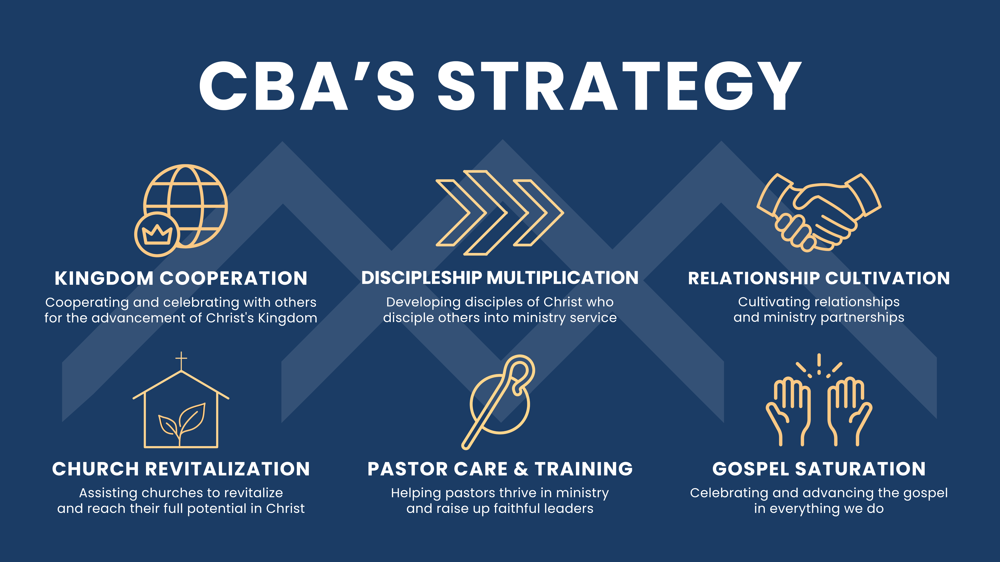 CBA’S STRATEGY
KINGDOM COOPERATION
Cooperating and celebrating with others
for the advancement of Christ's Kingdom
DISCIPLESHIP MULTIPLICATION
Developing disciples of Christ who
disciple others into ministry service
RELATIONSHIP CULTIVATION
Cultivating relationships
and ministry partnerships
CHURCH REVITALIZATION
Assisting churches to revitalize
and reach their full potential in Christ
PASTOR CARE & TRAINING
Helping pastors thrive in ministry
and raise up faithful leaders
GOSPEL SATURATION
Celebrating and advancing the gospel
in everything we do